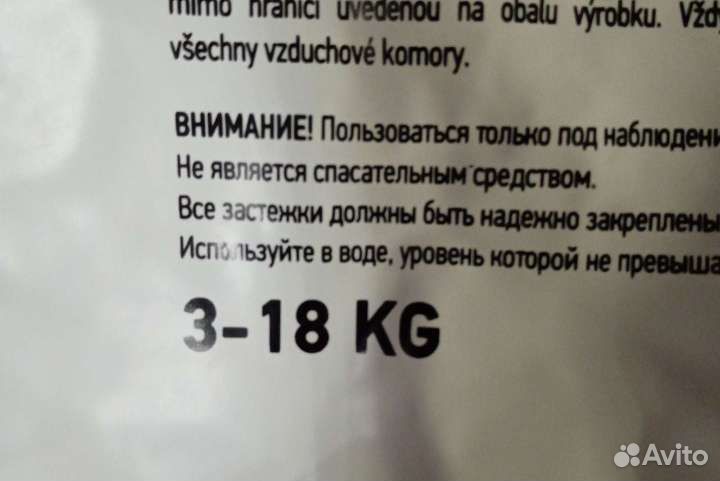 mimo hranici uvedenou na obalu výrobku. Vždy
všechny vzduchové komory.
ВНИМАНИЕ! Пользоваться только под наблюдени
Не является спасательным средством.
Все застежки должны быть надежно закреплены
Используйте в воде, уровень которой не превыша
3-18 KG
Avito